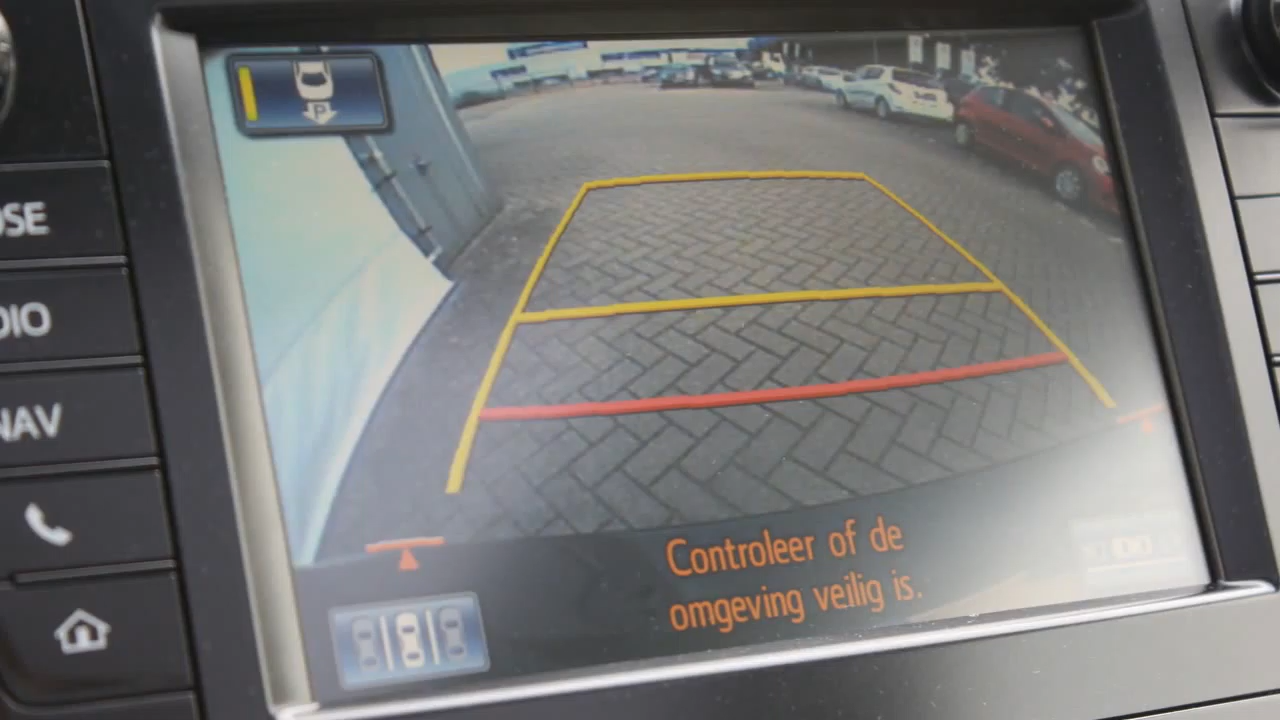 P
OSE
DIO
NAV
Controleer of de
omgeving veilig is.